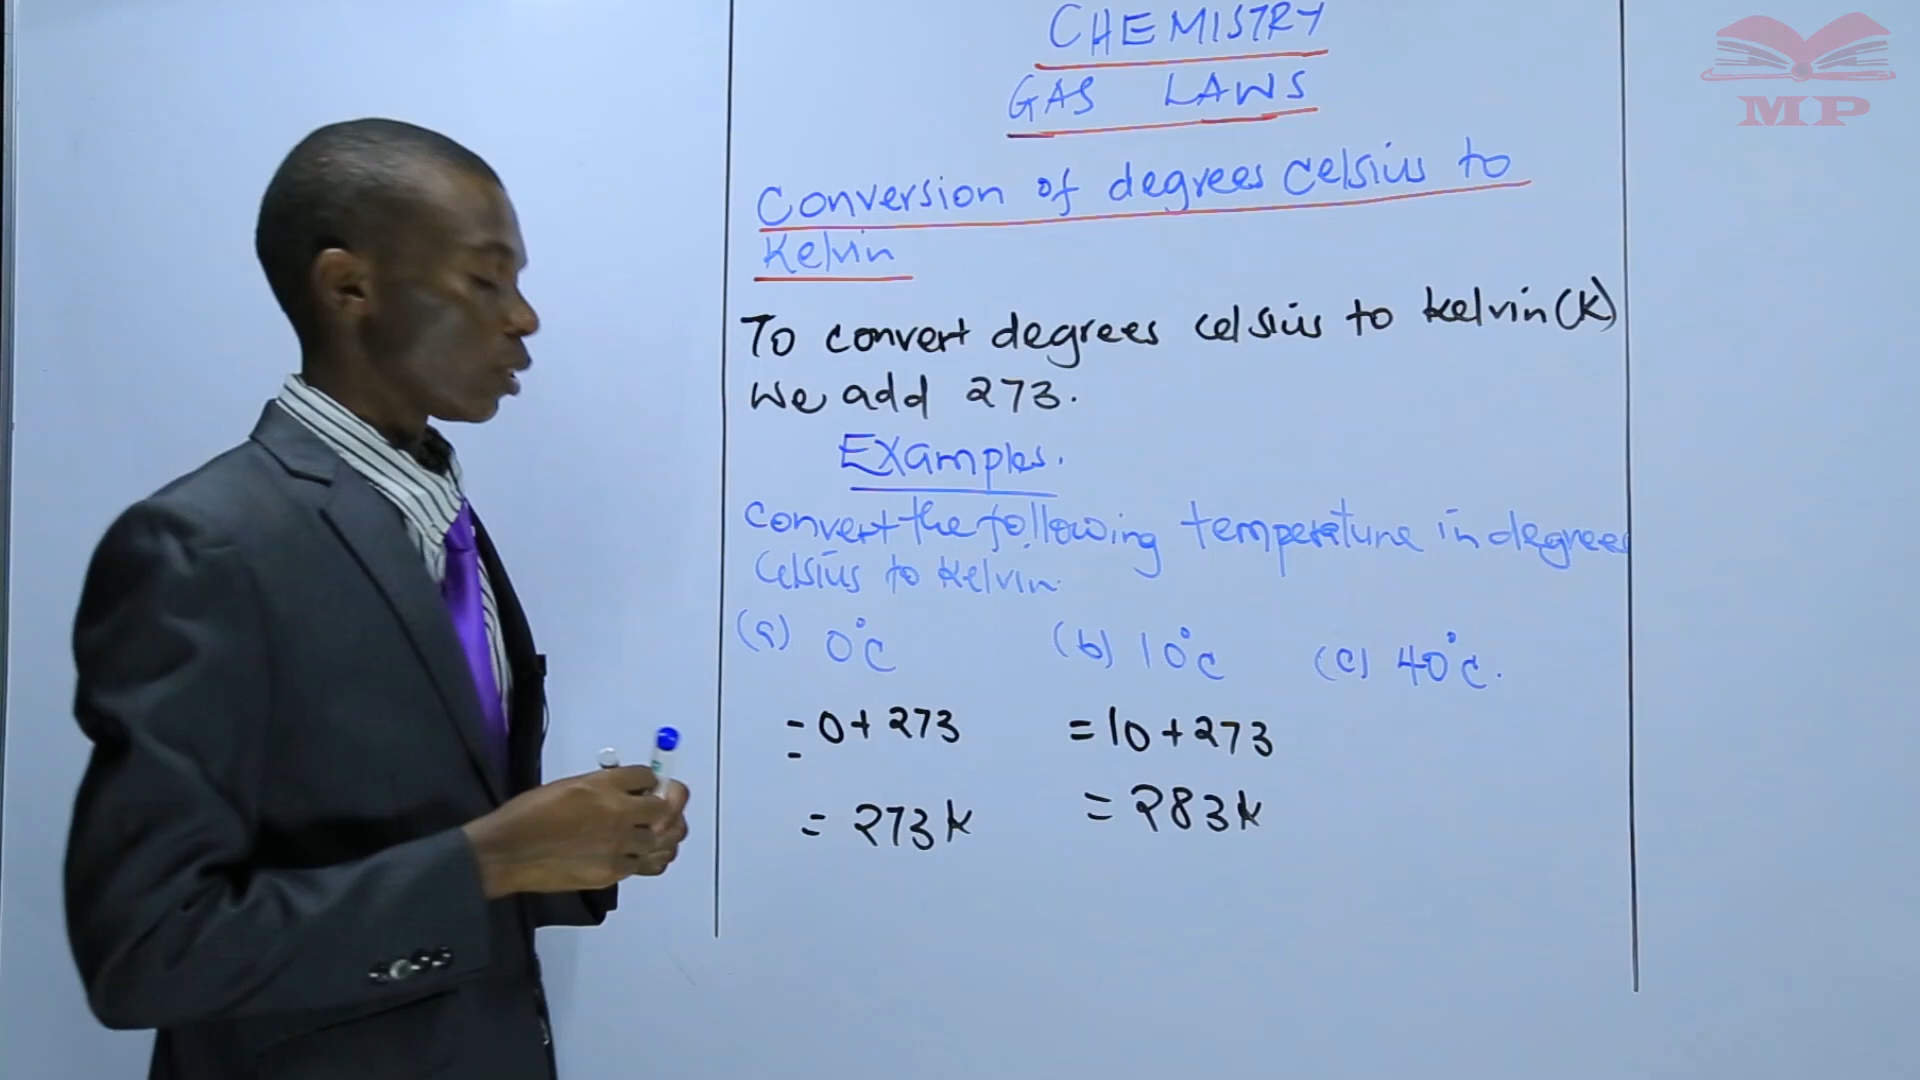 CHEMISTRY
GAS LAWS
MP
Conversion of degrees Celsius to
Kelvin
To convert degrees celsius to kelvin (K)
We add 273.
Examples.
Convert the following temperature in degrees
Celsius to Kelvin.
(a) 0°C (b) 10°C (c) 40°C.
= 0 + 273 = 10 + 273
= 273K = 283K